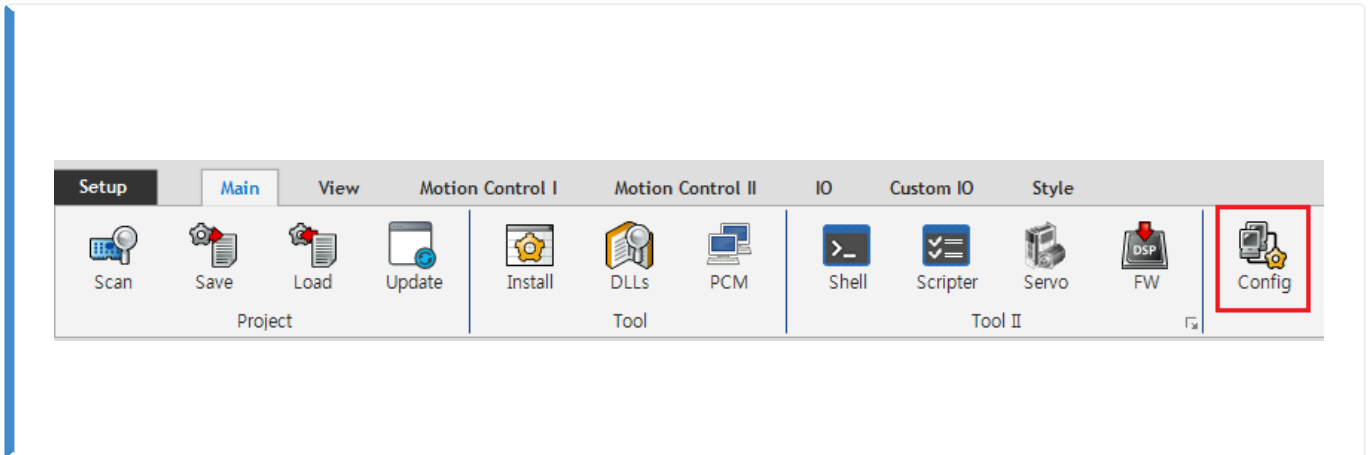 Setup Main View Motion Control I Motion Control II IO Custom IO Style
>_ DSP
Scan Save Load Update Install DLLs PCM Shell Scripter Servo FW Config
Project Tool Tool II